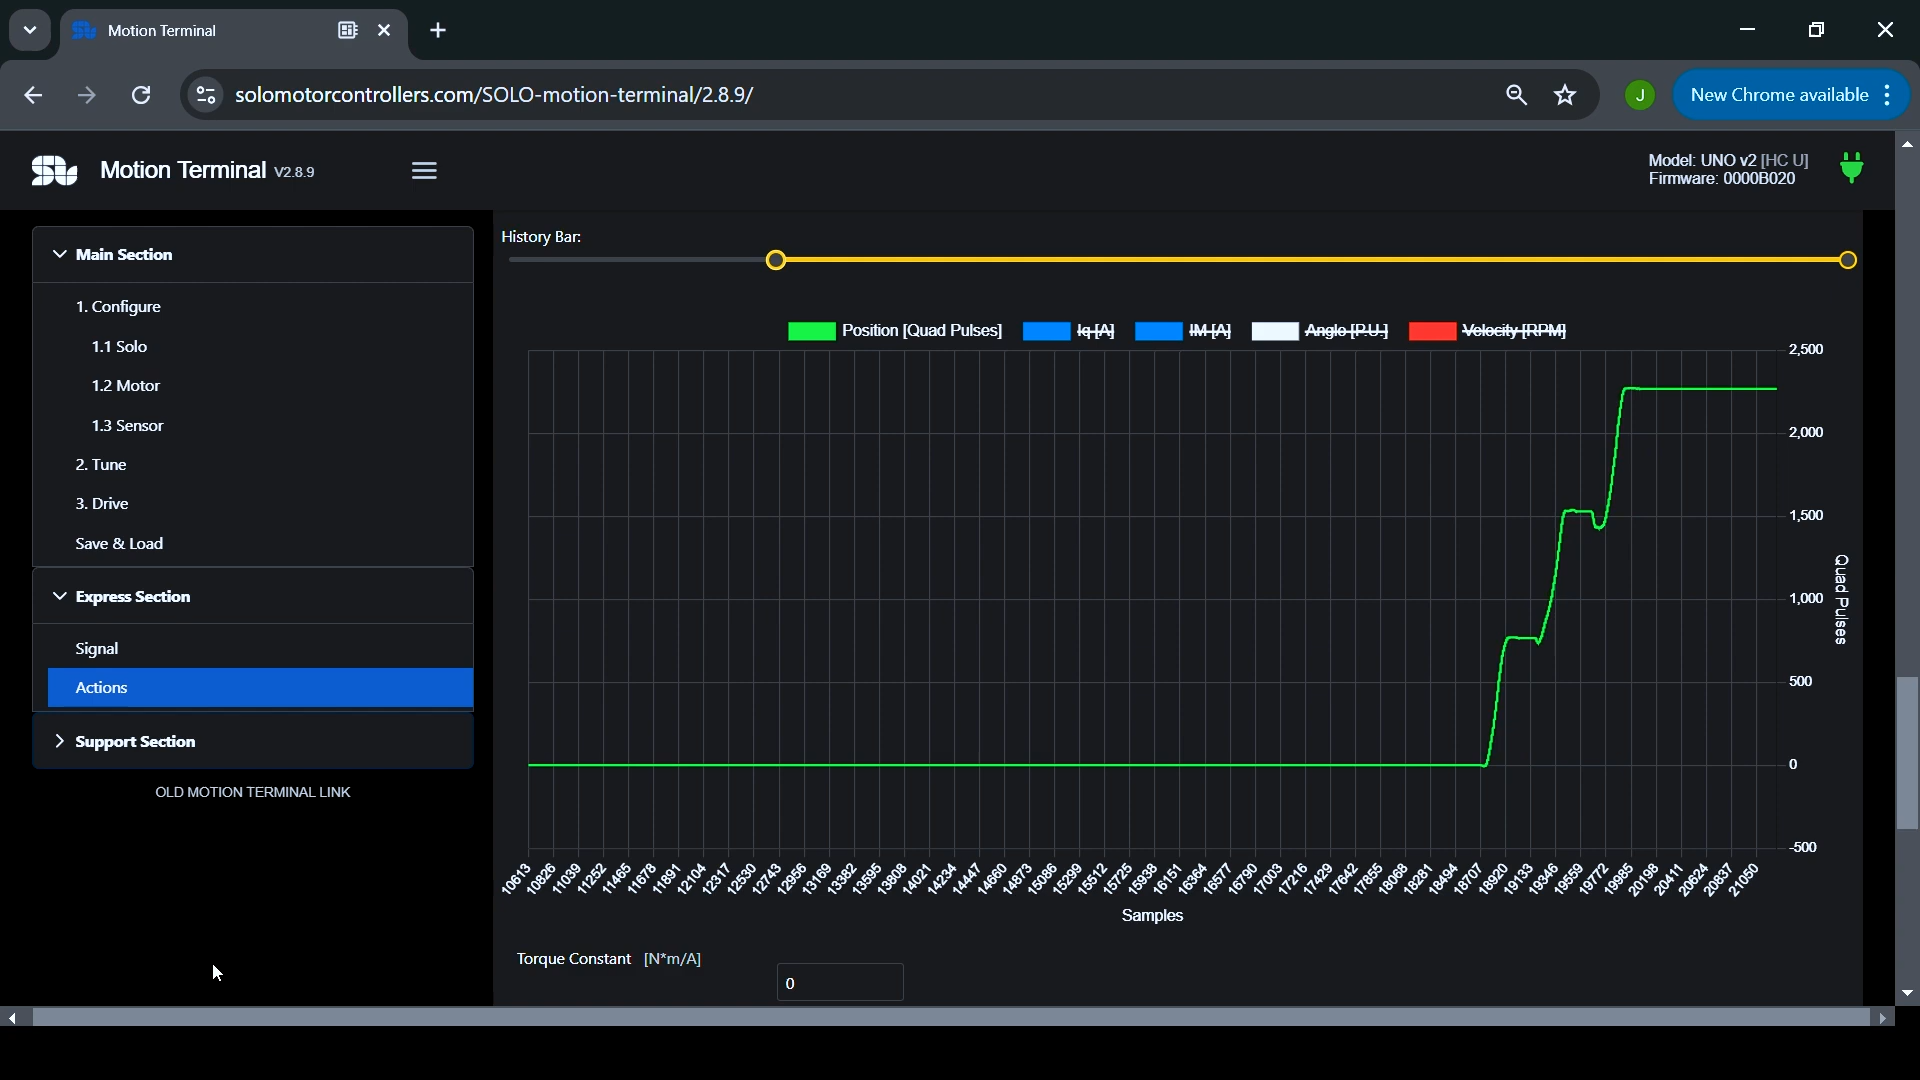 Motion Terminal
solomotorcontrollers.com/SOLO-motion-terminal/2.8.9/
J
New Chrome available
Motion Terminal V2.8.9
Model: UNO v2 [HC U]
Firmware: 0000B020
Main Section
1. Configure
1.1 Solo
1.2 Motor
1.3 Sensor
2. Tune
3. Drive
Save & Load
Express Section
Signal
Actions
Support Section
OLD MOTION TERMINAL LINK
History Bar:
Position [Quad Pulses] Iq [A] IM [A] Angle [P.U.] Velocity [RPM]
2,500
2,000
1,500
1,000
500
0
-500
Quad Pulses
10613 10826 11039 11252 11465 11678 11891 12104 12317 12530 12743 12956 13169 13382 13595 13808 14021 14234 14447 14660 14873 15086 15299 15512 15725 15938 16151 16364 16577 16790 17003 17216 17429 17642 17855 18068 18281 18494 18707 18920 19133 19346 19559 19772 19985 20198 20411 20624 20837 21050
Samples
Torque Constant [N*m/A]
0